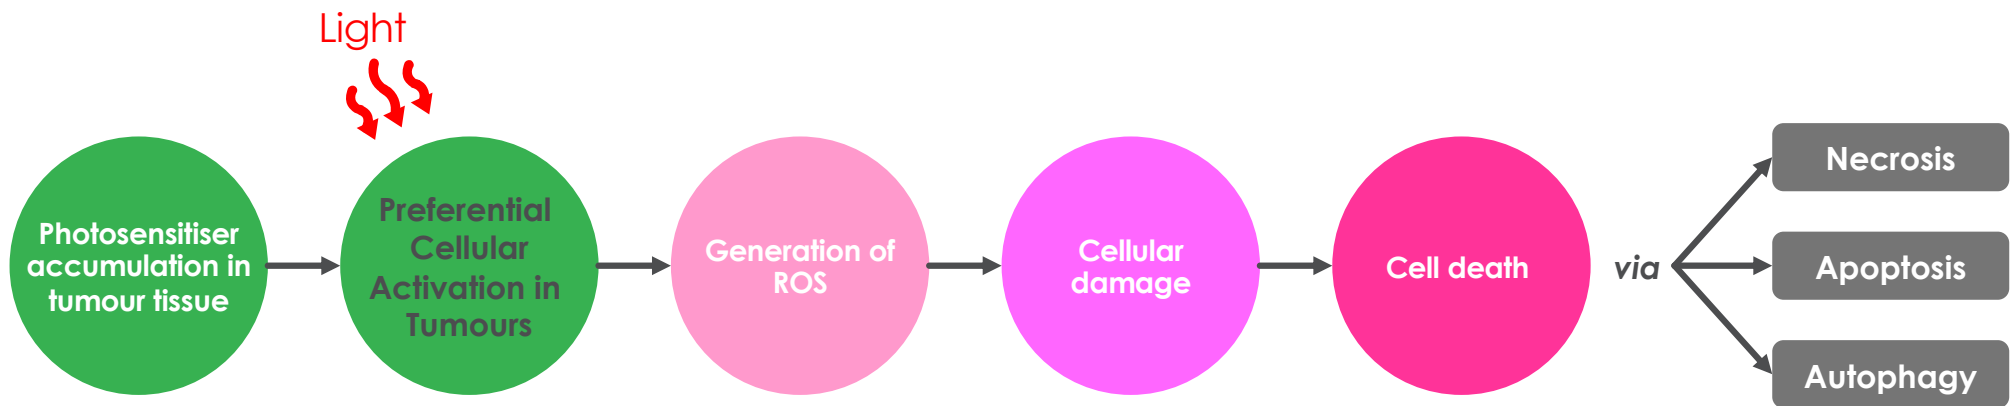 Light
Photosensitiser
accumulation in
tumour tissue
Preferential
Cellular
Activation in
Tumours
Generation of
ROS
Cellular
damage
Cell death
via
Necrosis
Apoptosis
Autophagy